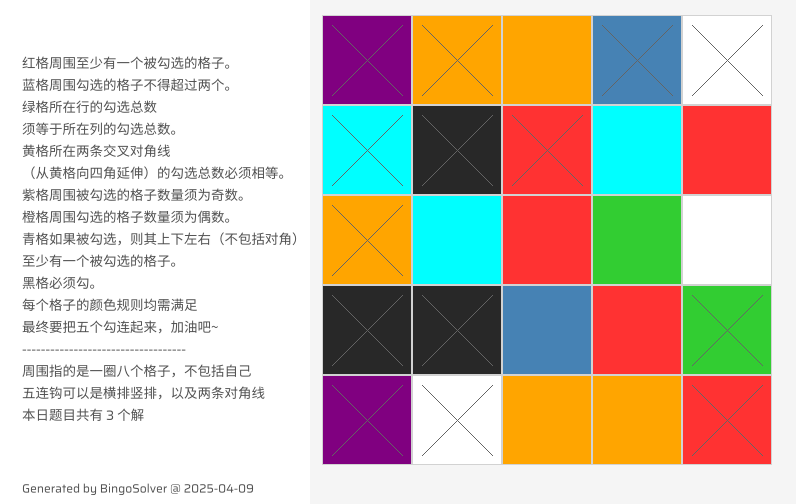 红格周围至少有一个被勾选的格子。
蓝格周围勾选的格子不得超过两个。
绿格所在行的勾选总数
须等于所在列的勾选总数。
黄格所在两条交叉对角线
（从黄格向四角延伸）的勾选总数必须相等。
紫格周围被勾选的格子数量须为奇数。
橙格周围勾选的格子数量须为偶数。
青格如果被勾选，则其上下左右（不包括对角）
至少有一个被勾选的格子。
黑格必须勾。
每个格子的颜色规则均需满足
最终要把五个勾连起来，加油吧~
-----------------------------------
周围指的是一圈八个格子，不包括自己
五连钩可以是横排竖排，以及两条对角线
本日题目共有 3 个解
Generated by BingoSolver @ 2025-04-09